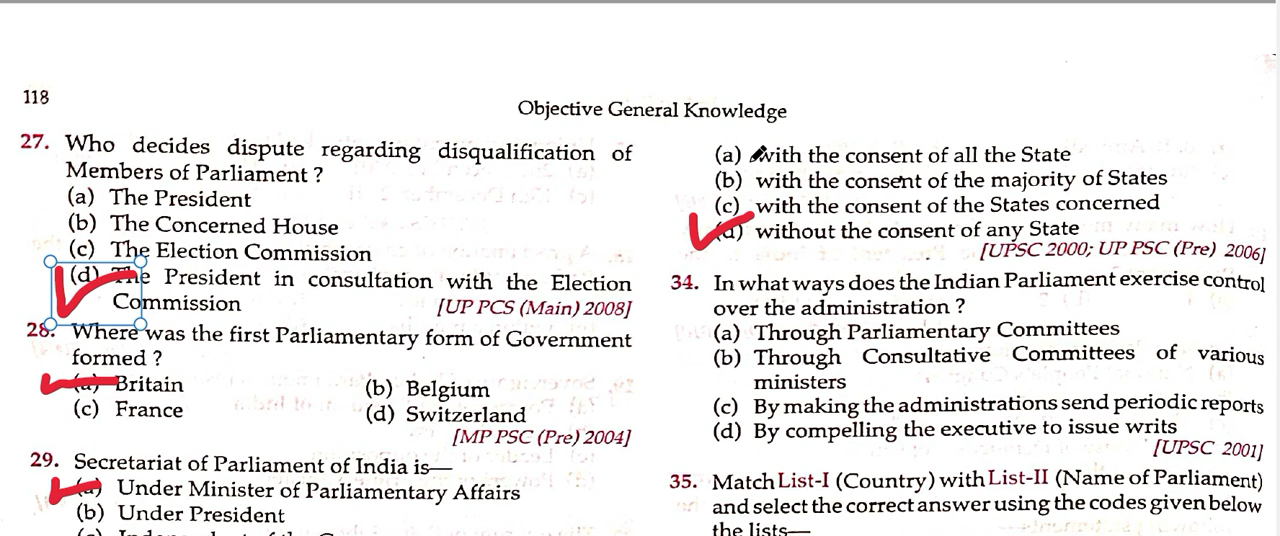 118
Objective General Knowledge
27. Who decides dispute regarding disqualification of
Members of Parliament ?
(a) The President
(b) The Concerned House
(c) The Election Commission
(d) The President in consultation with the Election
Commission [UP PCS (Main) 2008]
28. Where was the first Parliamentary form of Government
formed ?
(a) Britain (b) Belgium
(c) France (d) Switzerland
[MP PSC (Pre) 2004]
29. Secretariat of Parliament of India is—
(a) Under Minister of Parliamentary Affairs
(b) Under President
(a) with the consent of all the State
(b) with the consent of the majority of States
(c) with the consent of the States concerned
(d) without the consent of any State
[UPSC 2000; UP PSC (Pre) 2006]
34. In what ways does the Indian Parliament exercise control
over the administration ?
(a) Through Parliamentary Committees
(b) Through Consultative Committees of various
ministers
(c) By making the administrations send periodic reports
(d) By compelling the executive to issue writs
[UPSC 2001]
35. Match List-I (Country) with List-II (Name of Parliament)
and select the correct answer using the codes given below
the lists—